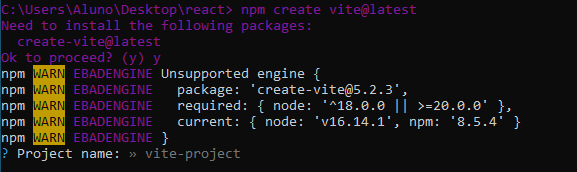 C:\Users\Aluno\Desktop\react> npm create vite@latest
Need to install the following packages:
  create-vite@latest
Ok to proceed? (y) y
npm WARN EBADENGINE Unsupported engine {
npm WARN EBADENGINE   package: 'create-vite@5.2.3',
npm WARN EBADENGINE   required: { node: '^18.0.0 || >=20.0.0' },
npm WARN EBADENGINE   current: { node: 'v16.14.1', npm: '8.5.4' }
npm WARN EBADENGINE }
? Project name: » vite-project